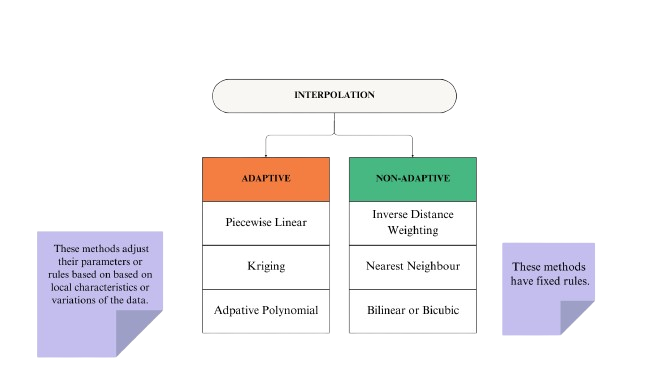 INTERPOLATION
ADAPTIVE
NON-ADAPTIVE
Piecewise Linear
Inverse Distance
Weighting
Kriging
Nearest Neighbour
Adpative Polynomial
Bilinear or Bicubic
These methods adjust
their parameters or
rules based on based on
local characteristics or
variations of the data.
These methods
have fixed rules.